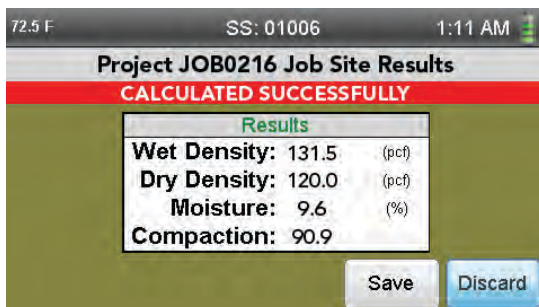 72.5 F SS: 01006 1:11 AM
Project JOB0216 Job Site Results
CALCULATED SUCCESSFULLY
Results
Wet Density: 131.5 (pcf)
Dry Density: 120.0 (pcf)
Moisture: 9.6 (%)
Compaction: 90.9
Save Discard